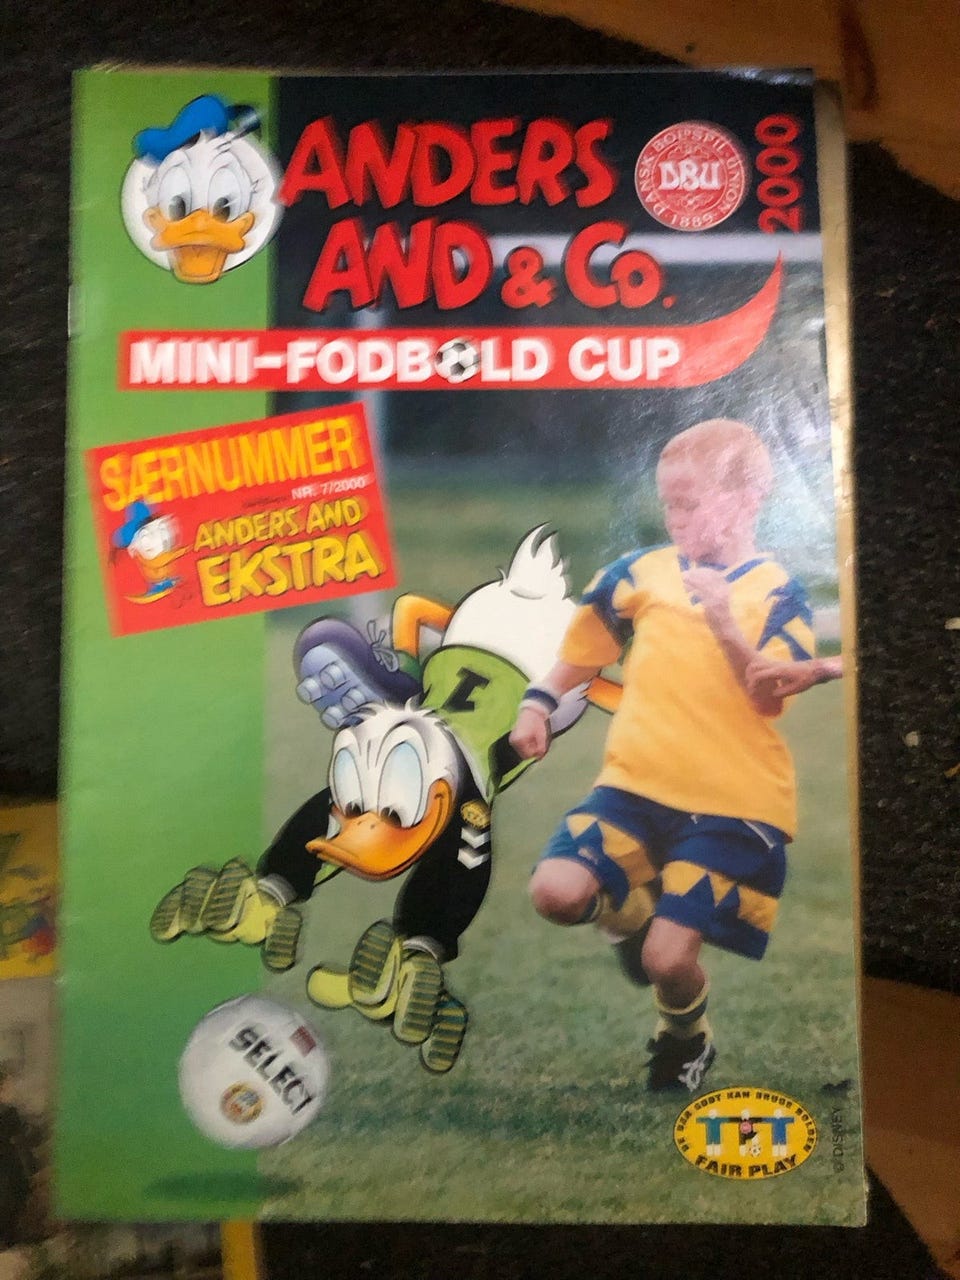 ANDERS
AND & Co.
DANSK BOLDSPIL-UNION
DBU
1889
2000
MINI-FODBOLD CUP
SÆRNUMMER
NR. 7/2000
ANDERS AND
EKSTRA
1
SELECT
FAIR PLAY
© DISNEY